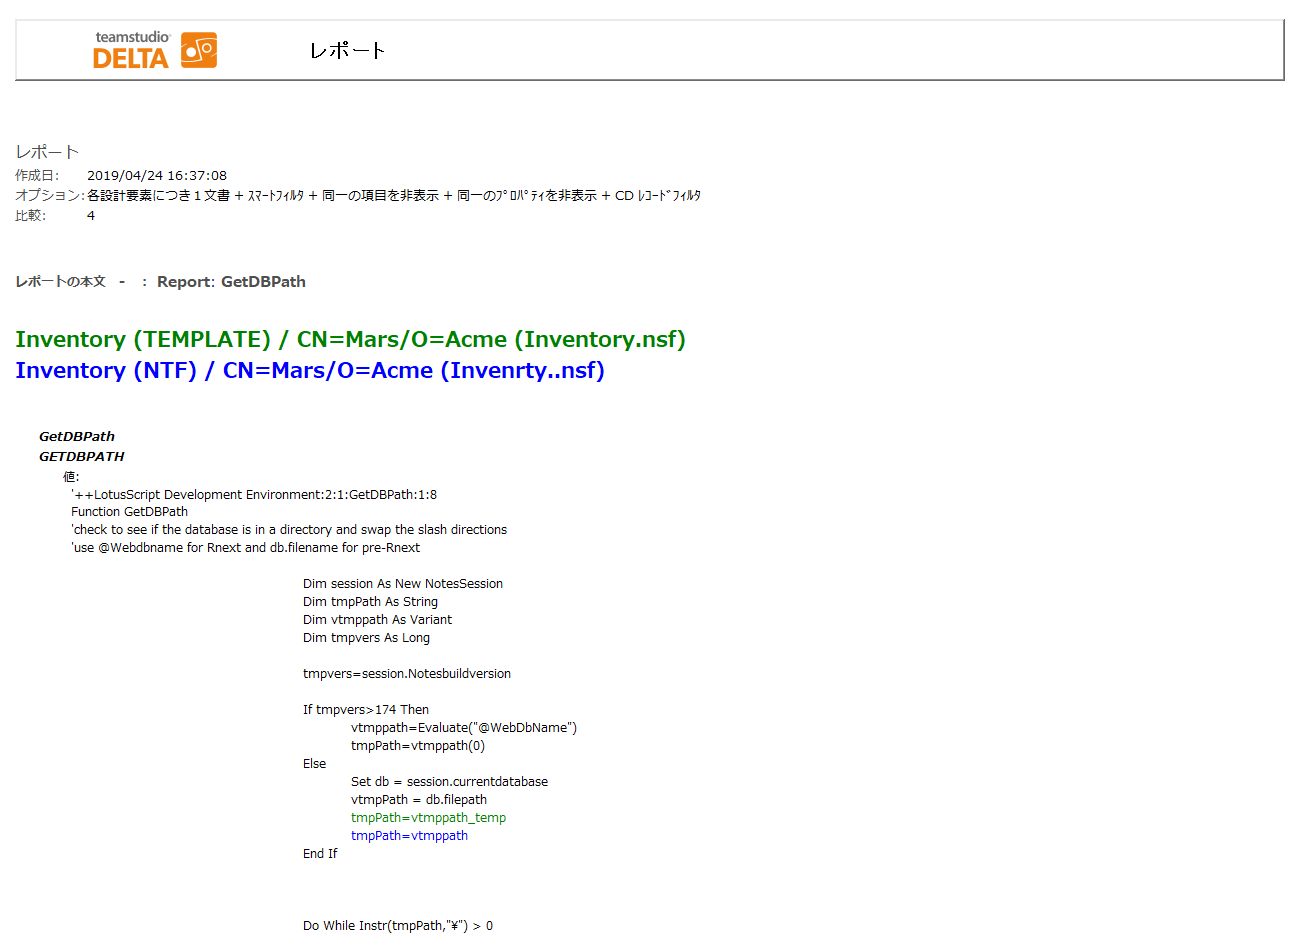 teamstudio
DELTA
レポート
レポート
作成日: 2019/04/24 16:37:08
オプション: 各設計要素につき１文書 + ｽﾏｰﾄﾌｨﾙﾀ + 同一の項目を非表示 + 同一のﾌﾟﾛﾊﾟﾃｨを非表示 + CD ﾚｺｰﾄﾞﾌｨﾙﾀ
比較: 4
レポートの本文 - : Report: GetDBPath
Inventory (TEMPLATE) / CN=Mars/O=Acme (Inventory.nsf)
Inventory (NTF) / CN=Mars/O=Acme (Invenrty..nsf)
GetDBPath
GETDBPATH
値:
'++LotusScript Development Environment:2:1:GetDBPath:1:8
Function GetDBPath
'check to see if the database is in a directory and swap the slash directions
'use @Webdbname for Rnext and db.filename for pre-Rnext
Dim session As New NotesSession
Dim tmpPath As String
Dim vtmppath As Variant
Dim tmpvers As Long
tmpvers=session.Notesbuildversion
If tmpvers>174 Then
vtmppath=Evaluate("@WebDbName")
tmpPath=vtmppath(0)
Else
Set db = session.currentdatabase
vtmpPath = db.filepath
tmpPath=vtmppath_temp
tmpPath=vtmppath
End If
Do While Instr(tmpPath,"¥") > 0